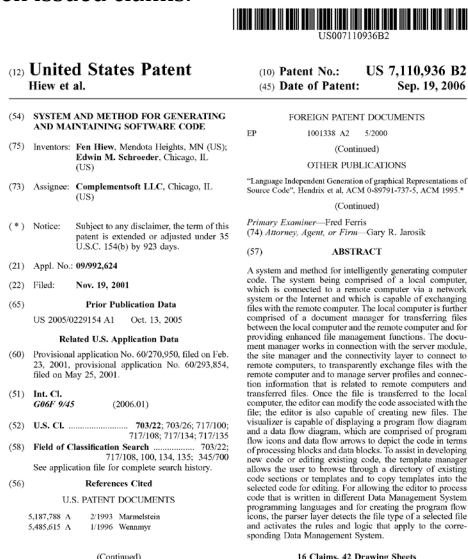 on issued claims.
US007110936B2
(12) United States Patent
Hiew et al.
(10) Patent No.: US 7,110,936 B2
(45) Date of Patent: Sep. 19, 2006
(54) SYSTEM AND METHOD FOR GENERATING
AND MAINTAINING SOFTWARE CODE
(75) Inventors: Fen Hiew, Mendota Heights, MN (US);
Edwin M. Schroeder, Chicago, IL
(US)
(73) Assignee: Complementsoft LLC, Chicago, IL
(US)
( * ) Notice: Subject to any disclaimer, the term of this
patent is extended or adjusted under 35
U.S.C. 154(b) by 923 days.
(21) Appl. No.: 09/992,624
(22) Filed: Nov. 19, 2001
(65) Prior Publication Data
US 2005/0229154 A1 Oct. 13, 2005
Related U.S. Application Data
(60) Provisional application No. 60/270,950, filed on Feb.
23, 2001, provisional application No. 60/293,854,
filed on May 25, 2001.
(51) Int. Cl.
G06F 9/45 (2006.01)
(52) U.S. Cl. .................... 703/22; 703/26; 717/100;
717/108; 717/134; 717/135
(58) Field of Classification Search .................. 703/22;
717/108, 100, 134, 135; 345/700
See application file for complete search history.
(56) References Cited
U.S. PATENT DOCUMENTS
5,187,788 A 2/1993 Marmelstein
5,485,615 A 1/1996 Wennmyr
(Continued)
FOREIGN PATENT DOCUMENTS
EP 1001338 A2 5/2000
(Continued)
OTHER PUBLICATIONS
"Language Independent Generation of graphical Representations of
Source Code", Hendrix et al, ACM 0-89791-737-5, ACM 1995.*
(Continued)
Primary Examiner—Fred Ferris
(74) Attorney, Agent, or Firm—Gary R. Jarosik
(57) ABSTRACT
A system and method for intelligently generating computer
code. The system being comprised of a local computer,
which is connected to a remote computer via a network
system or the Internet and which is capable of exchanging
files with the remote computer. The local computer is further
comprised of a document manager for transferring files
between the local computer and the remote computer and for
providing enhanced file management functions. The docu-
ment manager works in connection with the server module,
the site manager and the connectivity layer to connect to
remote computers, to transparently exchange files with the
remote computer and to manage server profiles and connec-
tion information that is related to remote computers and
transferred files. Once the file is transferred to the local
computer, the editor can modify the code associated with the
file; the editor is also capable of creating new files. The
visualizer is capable of displaying a program flow diagram
and a data flow diagram, which are comprised of program
flow icons and data flow arrows to depict the code in terms
of processing blocks and data blocks. To assist in developing
new code or editing existing code, the template manager
allows the user to browse through a directory of existing
code sections or templates and to copy templates into the
selected code for editing. For allowing the editor to process
code that is written in different Data Management System
programming languages and for creating the program flow
icons, the parser layer detects the file type of a selected file
and activates the rules and logic that apply to the corre-
sponding Data Management System.
16 Claims, 42 Drawing Sheets